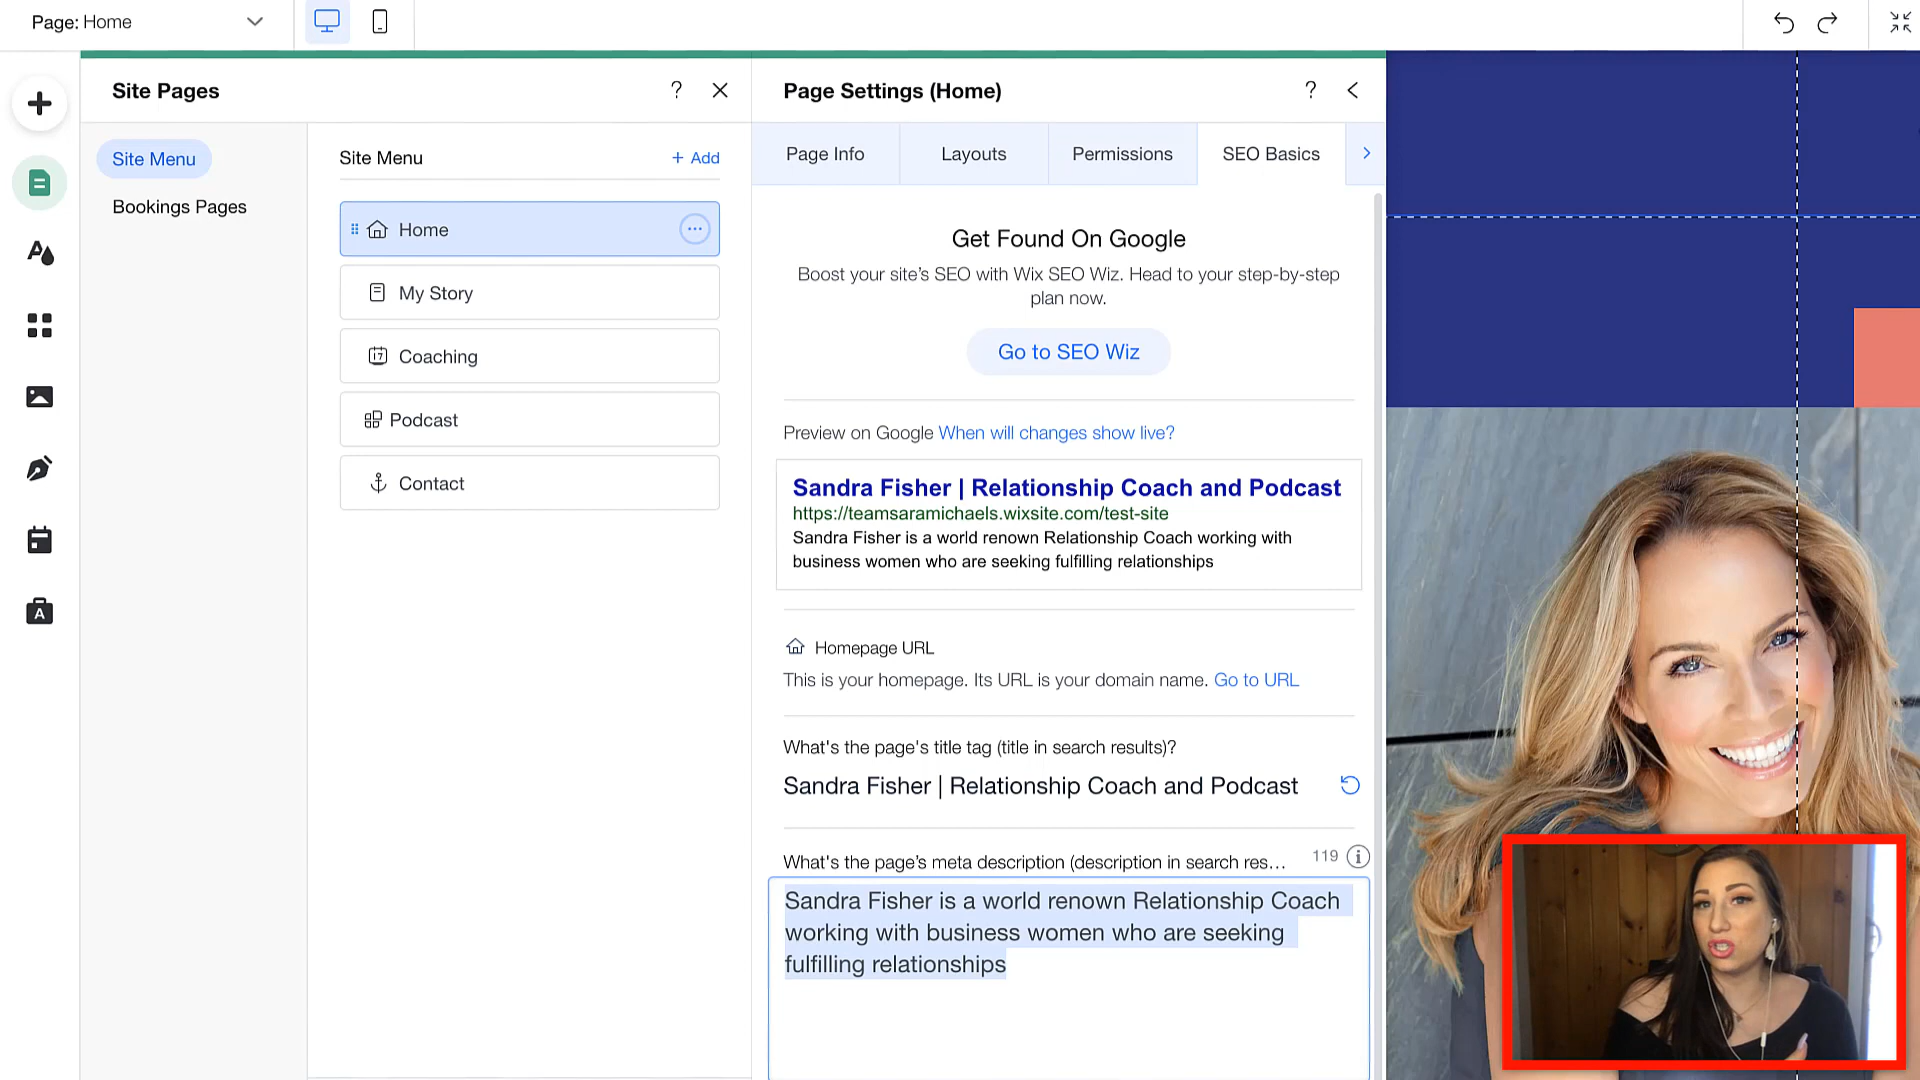 Page: Home
Site Pages
?
Page Settings (Home)
?
Site Menu
Bookings Pages
Site Menu
+ Add
Home
My Story
17
Coaching
Podcast
Contact
Page Info
Layouts
Permissions
SEO Basics
Get Found On Google
Boost your site's SEO with Wix SEO Wiz. Head to your step-by-step
plan now.
Go to SEO Wiz
Preview on Google When will changes show live?
Sandra Fisher | Relationship Coach and Podcast
https://teamsaramichaels.wixsite.com/test-site
Sandra Fisher is a world renown Relationship Coach working with
business women who are seeking fulfilling relationships
Homepage URL
This is your homepage. Its URL is your domain name. Go to URL
What's the page's title tag (title in search results)?
Sandra Fisher | Relationship Coach and Podcast
What's the page's meta description (description in search res...
119
Sandra Fisher is a world renown Relationship Coach
working with business women who are seeking
fulfilling relationships
A
A